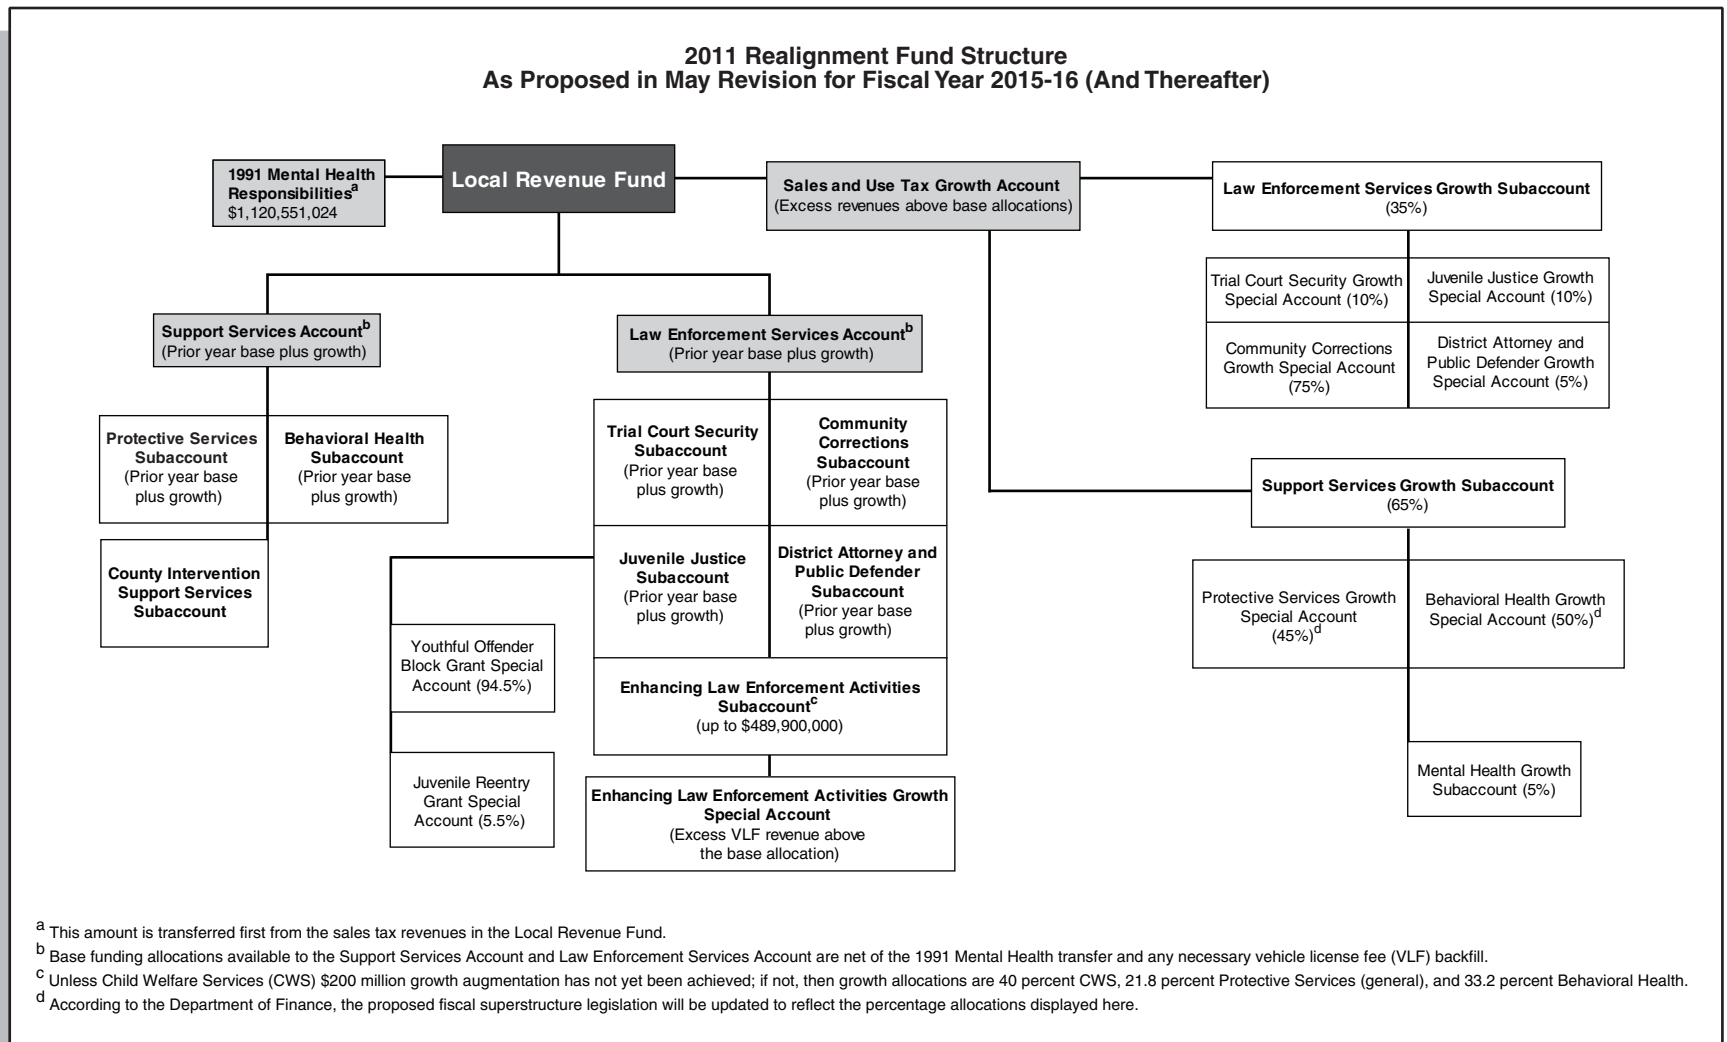 2011 Realignment Fund Structure
As Proposed in May Revision for Fiscal Year 2015-16 (And Thereafter)
1991 Mental Health
Responsibilitiesa
$1,120,551,024
Local Revenue Fund
Sales and Use Tax Growth Account
(Excess revenues above base allocations)
Law Enforcement Services Growth Subaccount
(35%)
Trial Court Security Growth
Special Account (10%)
Juvenile Justice Growth
Special Account (10%)
Community Corrections
Growth Special Account
(75%)
District Attorney and
Public Defender Growth
Special Account (5%)
Support Services Accountb
(Prior year base plus growth)
Law Enforcement Services Accountb
(Prior year base plus growth)
Protective Services
Subaccount
(Prior year base
plus growth)
Behavioral Health
Subaccount
(Prior year base
plus growth)
County Intervention
Support Services
Subaccount
Trial Court Security
Subaccount
(Prior year base
plus growth)
Community
Corrections
Subaccount
(Prior year base
plus growth)
Juvenile Justice
Subaccount
(Prior year base
plus growth)
District Attorney and
Public Defender
Subaccount
(Prior year base
plus growth)
Youthful Offender
Block Grant Special
Account (94.5%)
Juvenile Reentry
Grant Special
Account (5.5%)
Enhancing Law Enforcement Activities
Subaccountc
(up to $489,900,000)
Enhancing Law Enforcement Activities Growth
Special Account
(Excess VLF revenue above
the base allocation)
Support Services Growth Subaccount
(65%)
Protective Services Growth
Special Account
(45%)d
Behavioral Health Growth
Special Account (50%)d
Mental Health Growth
Subaccount (5%)
a This amount is transferred first from the sales tax revenues in the Local Revenue Fund.
b Base funding allocations available to the Support Services Account and Law Enforcement Services Account are net of the 1991 Mental Health transfer and any necessary vehicle license fee (VLF) backfill.
c Unless Child Welfare Services (CWS) $200 million growth augmentation has not yet been achieved; if not, then growth allocations are 40 percent CWS, 21.8 percent Protective Services (general), and 33.2 percent Behavioral Health.
d According to the Department of Finance, the proposed fiscal superstructure legislation will be updated to reflect the percentage allocations displayed here.